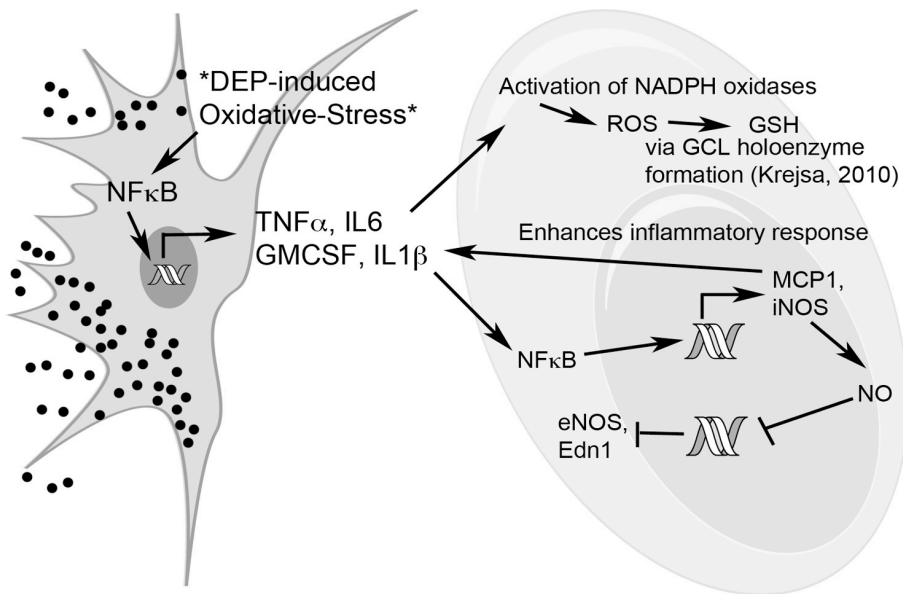 *DEP-induced
Oxidative-Stress*
NFκB
TNFα, IL6
GMCSF, IL1β
Activation of NADPH oxidases
ROS
GSH
via GCL holoenzyme
formation (Krejsa, 2010)
Enhances inflammatory response
MCP1,
iNOS
NFκB
NO
eNOS,
Edn1